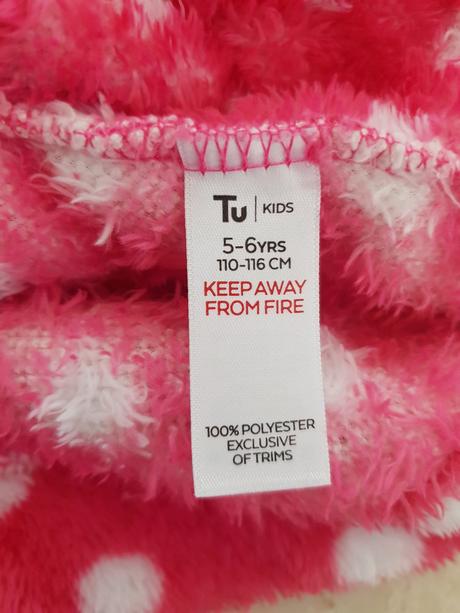 Tu | KIDS
5-6YRS
110-116 CM
KEEP AWAY
FROM FIRE
100% POLYESTER
EXCLUSIVE
OF TRIMS